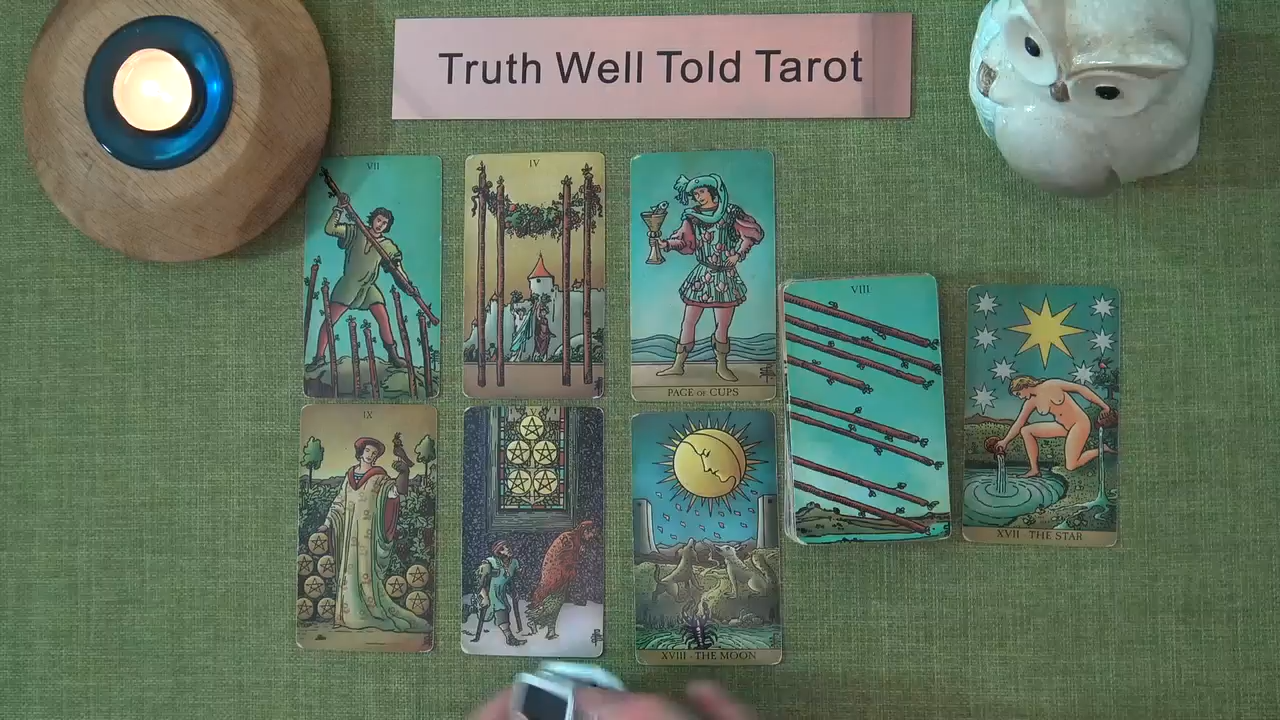 Truth Well Told Tarot
VII
IV
PAGE OF CUPS
VIII
XVII - THE STAR
IX
V
XVIII - THE MOON